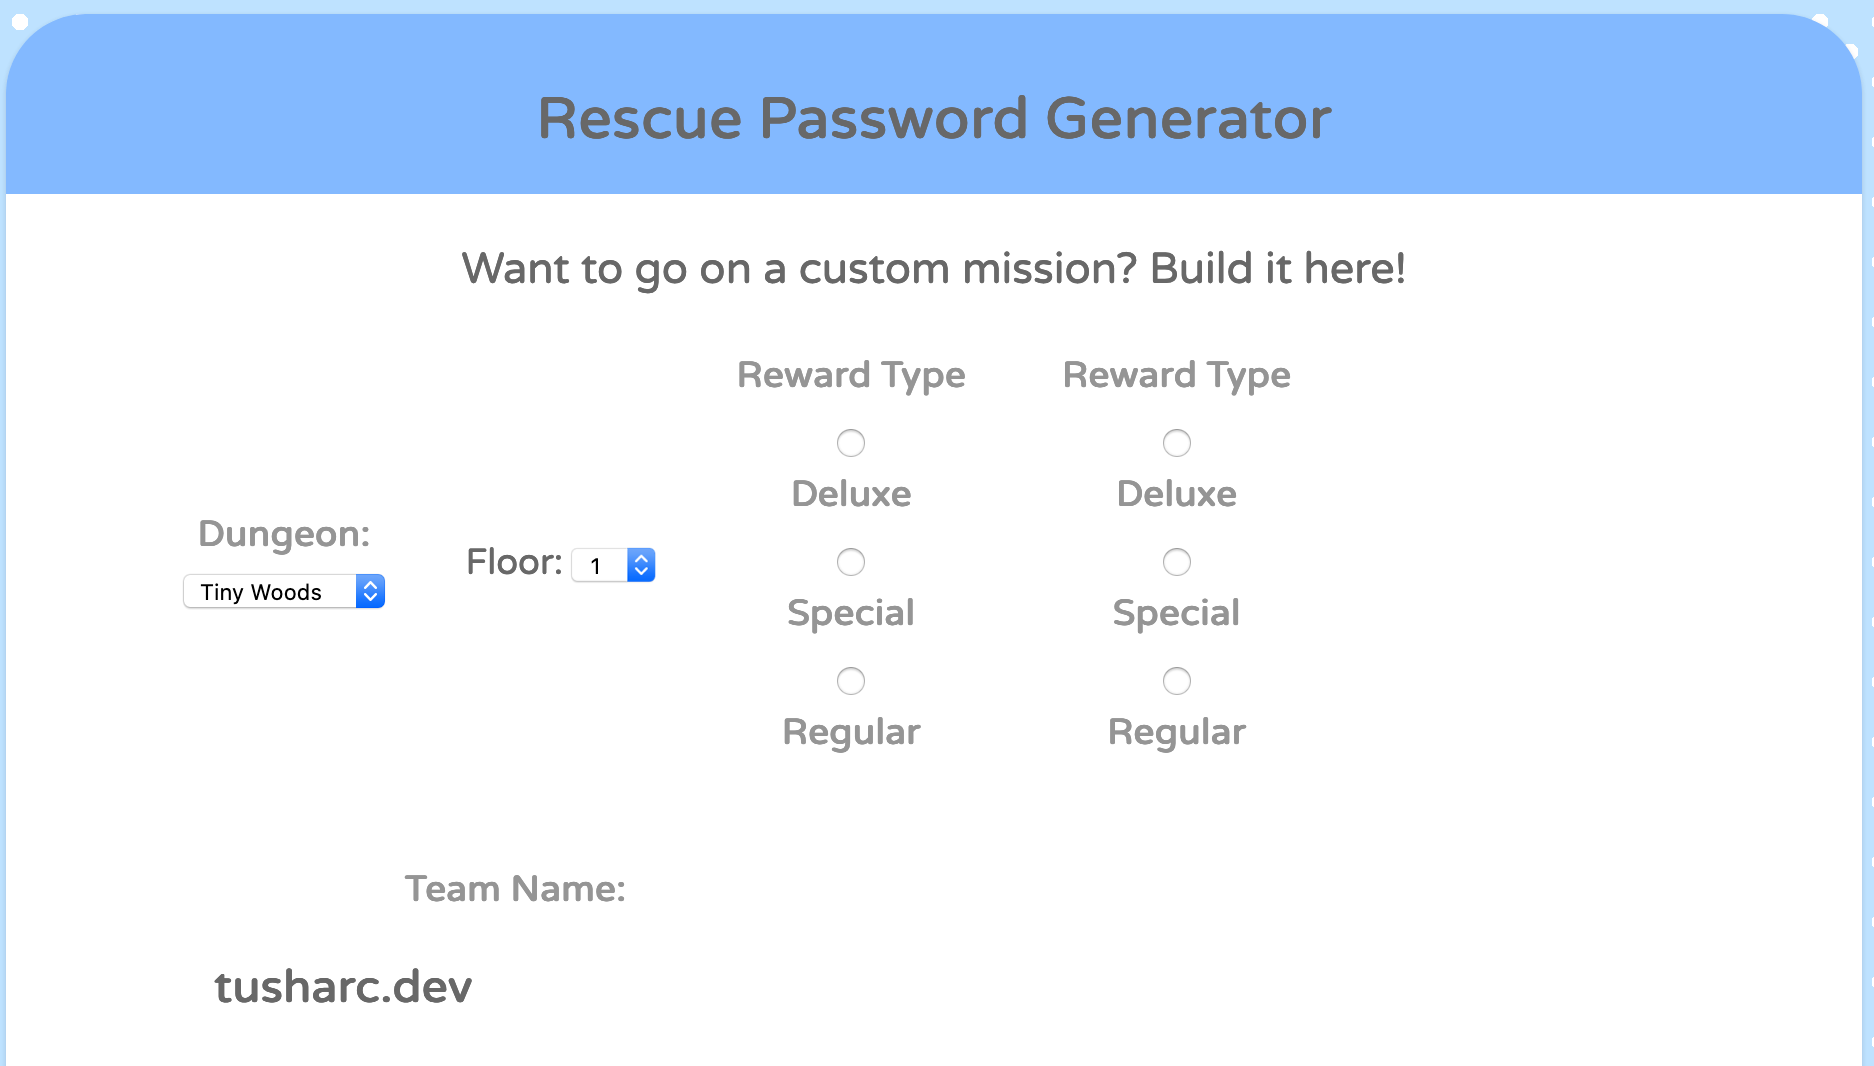 Rescue Password Generator
Want to go on a custom mission? Build it here!
Reward Type Reward Type
Deluxe Deluxe
Dungeon:
Tiny Woods
Floor: 1
Special Special
Regular Regular
Team Name:
tusharc.dev